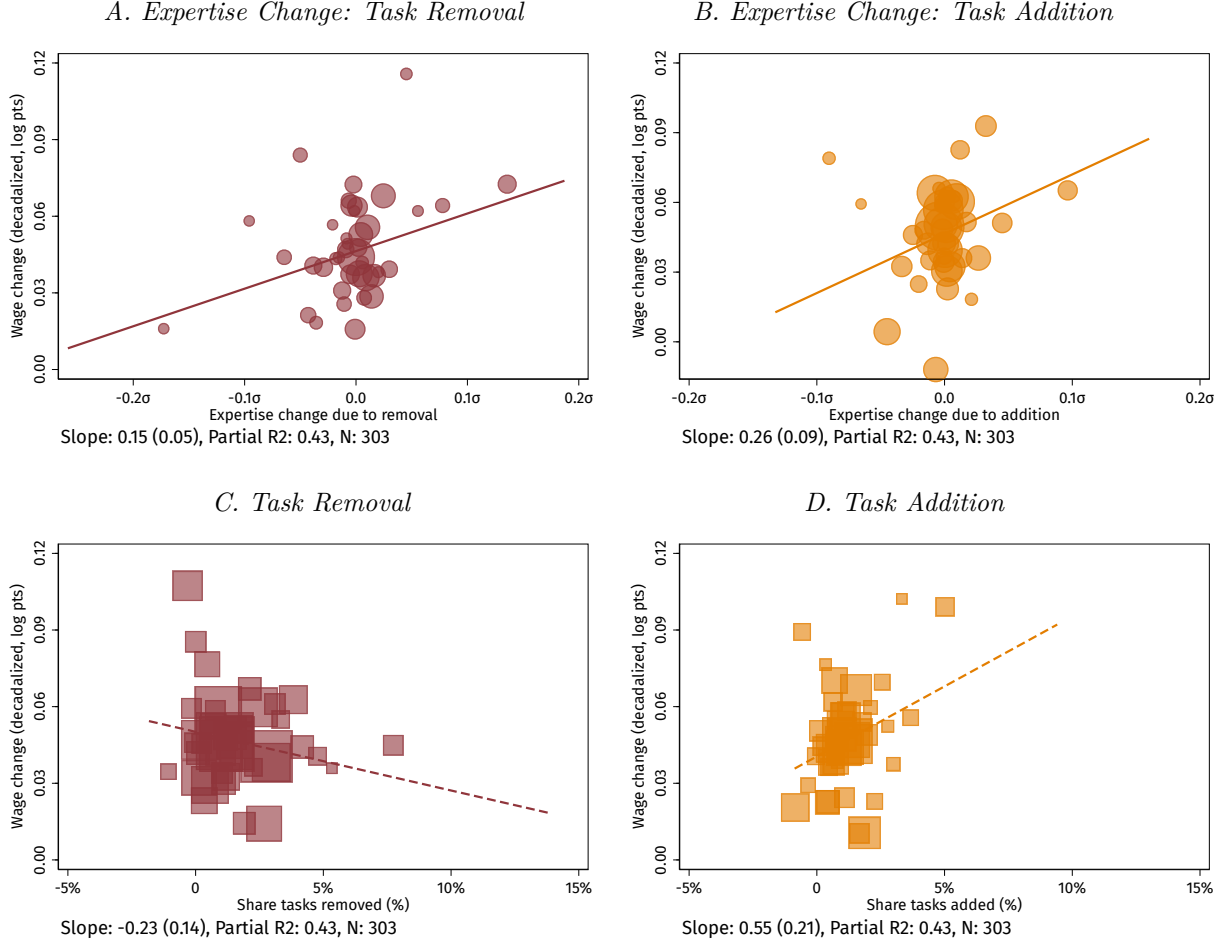 A. Expertise Change: Task Removal
Wage change (decadalized, log pts)
0.12
0.09
0.06
0.03
0.00
-0.2σ -0.1σ 0.0 0.1σ 0.2σ
Expertise change due to removal
Slope: 0.15 (0.05), Partial R2: 0.43, N: 303
B. Expertise Change: Task Addition
Wage change (decadalized, log pts)
0.12
0.09
0.06
0.03
0.00
-0.2σ -0.1σ 0.0 0.1σ 0.2σ
Expertise change due to addition
Slope: 0.26 (0.09), Partial R2: 0.43, N: 303
C. Task Removal
Wage change (decadalized, log pts)
0.12
0.09
0.06
0.03
0.00
-5% 0 5% 10% 15%
Share tasks removed (%)
Slope: -0.23 (0.14), Partial R2: 0.43, N: 303
D. Task Addition
Wage change (decadalized, log pts)
0.12
0.09
0.06
0.03
0.00
-5% 0 5% 10% 15%
Share tasks added (%)
Slope: 0.55 (0.21), Partial R2: 0.43, N: 303